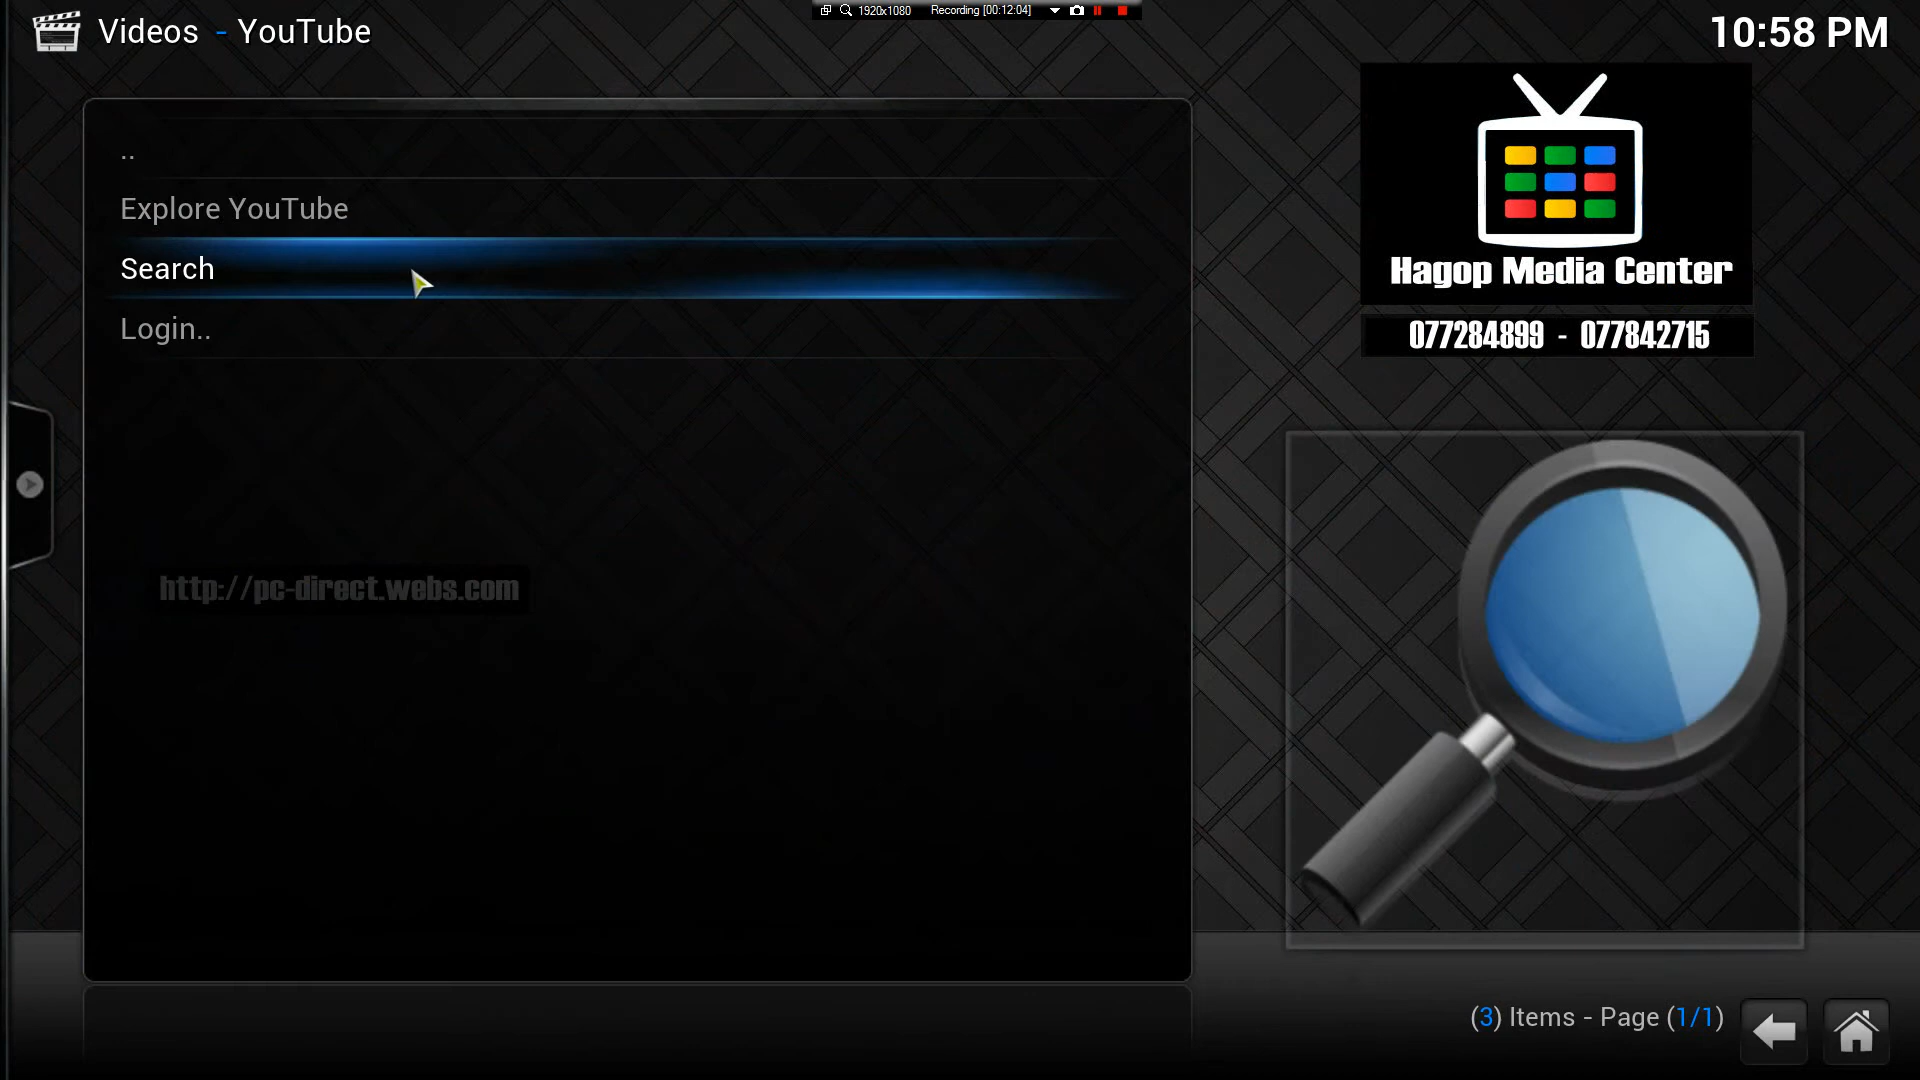 1920x1080 Recording [00:12:04]
Videos - YouTube
10:58 PM
..
Explore YouTube
Search
Login..
Hagop Media Center
077284899 - 077842715
http://pc-direct.webs.com
(3) Items - Page (1/1)